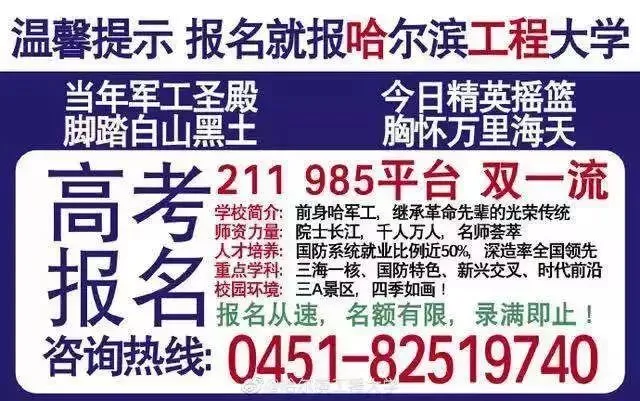 温馨提示 报名就报哈尔滨工程大学
当年军工圣殿 今日精英摇篮
脚踏白山黑土 胸怀万里海天
高考报名
211 985平台 双一流
学校简介: 前身哈军工, 继承革命先辈的光荣传统
师资力量: 院士长江, 千人万人, 名师荟萃
人才培养: 国防系统就业比例近50%, 深造率全国领先
重点学科: 三海一核、国防特色、新兴交叉、时代前沿
校园环境: 三A景区, 四季如画!
报名从速, 名额有限, 录满即止!
咨询热线: 0451-82519740
@哈尔滨工程大学